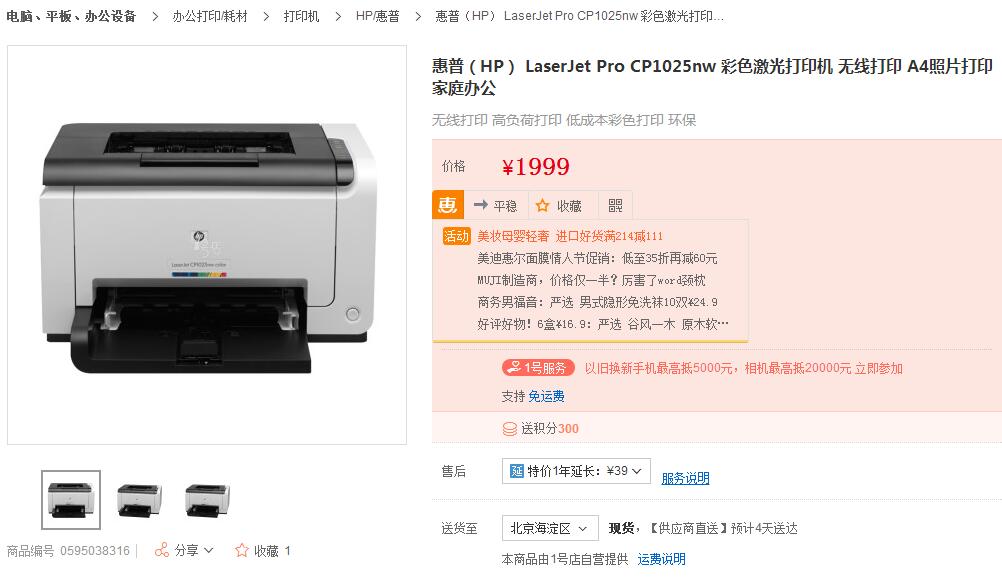 电脑、平板、办公设备 > 办公打印/耗材 > 打印机 > HP/惠普 > 惠普（HP） LaserJet Pro CP1025nw 彩色激光打印…
惠普（HP） LaserJet Pro CP1025nw 彩色激光打印机 无线打印 A4照片打印
家庭办公
无线打印 高负荷打印 低成本彩色打印 环保
价格 ¥1999
惠 平稳 收藏
活动 美妆母婴轻奢 进口好货满214减111
美迪惠尔面膜情人节促销：低至35折再减60元
MUJI制造商，价格仅一半？厉害了word颈枕
商务男福音：严选 男式隐形免洗袜10双¥24.9
好评好物！6盒¥16.9：严选 谷风一木 原木软…
1号服务 以旧换新手机最高抵5000元，相机最高抵20000元 立即参加
支持 免运费
送积分300
售后 延 特价1年延长：¥39 服务说明
送货至 北京海淀区 现货，【供应商直送】预计4天送达
本商品由1号店自营提供 运费说明
hp
LaserJet CP1025nw color
商品编号 0595038316 分享 收藏 1